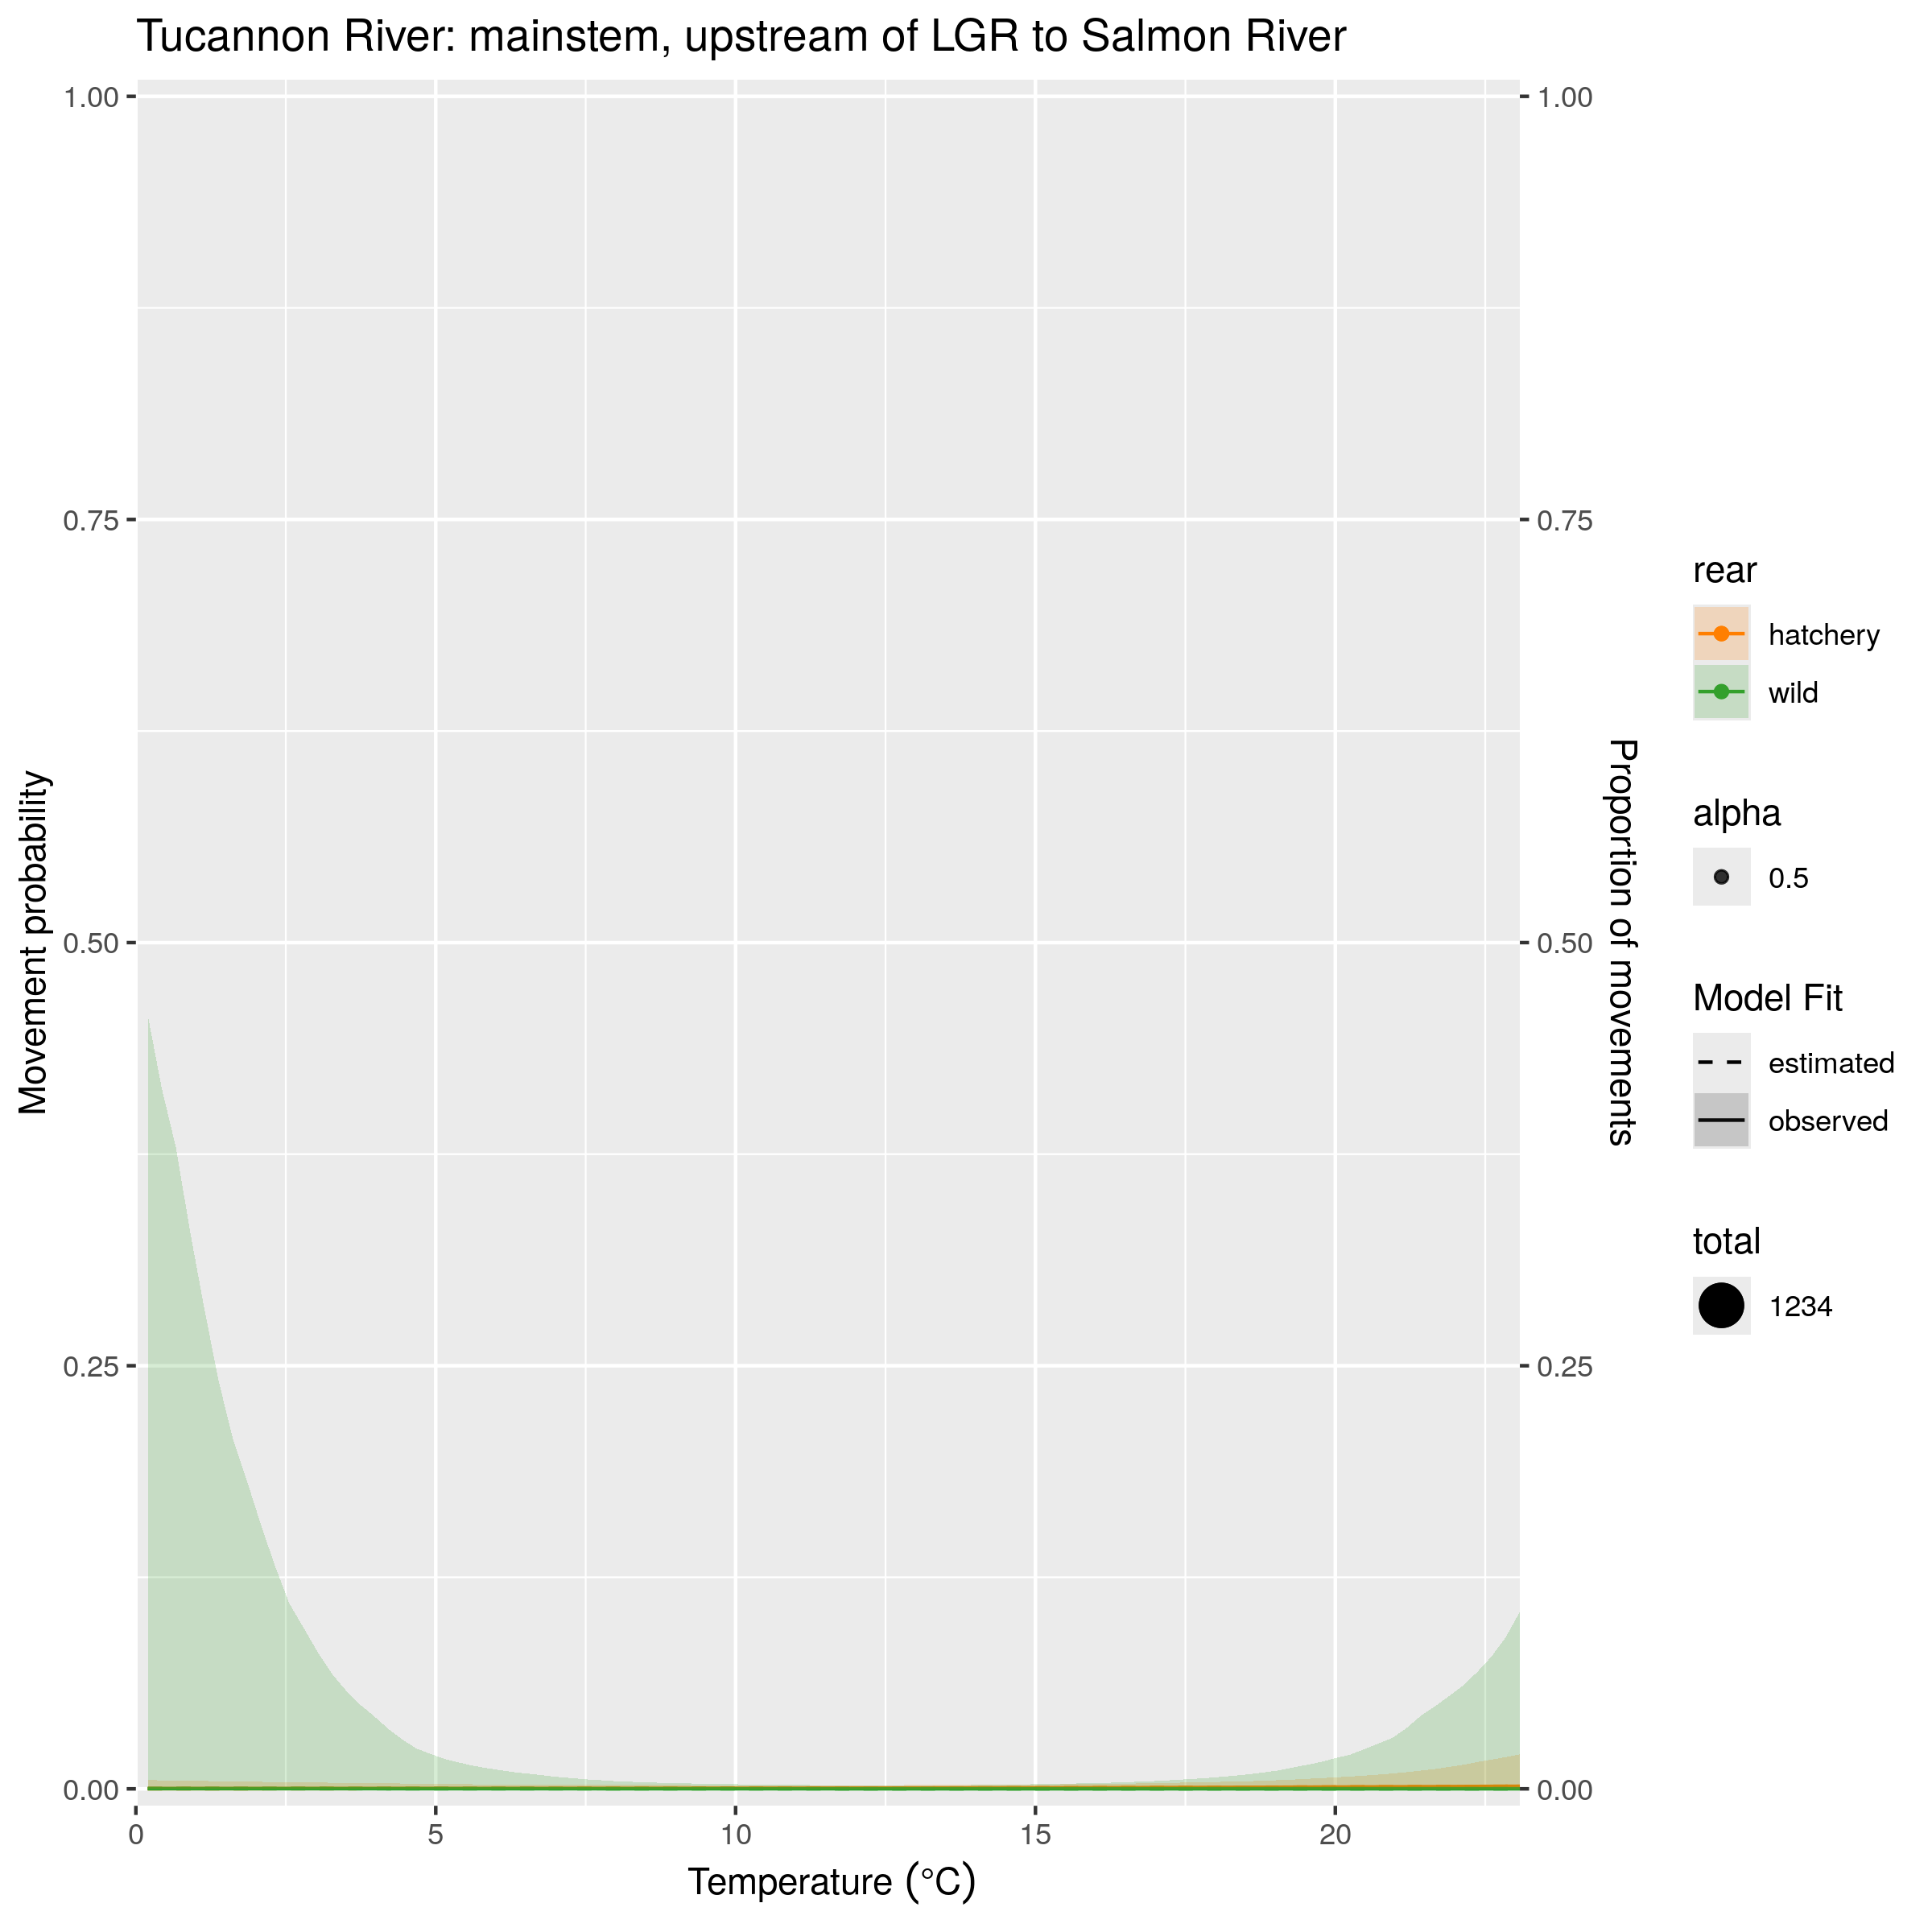 Tucannon River: mainstem, upstream of LGR to Salmon River
Movement probability
1.00
0.75
0.50
0.25
0.00
0
5
10
15
20
Temperature (°C)
1.00
0.75
0.50
0.25
0.00
Proportion of movements
rear
hatchery
wild
alpha
0.5
Model Fit
estimated
observed
total
1234